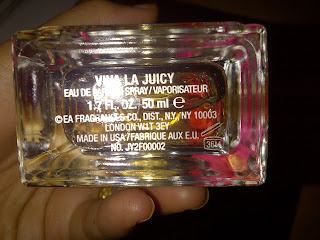 VIVA LA JUICY
EAU DE PARFUM SPRAY/VAPORISATEUR
1.7 FL. OZ. 50 ml ℮
©EA FRAGRANCES CO., DIST., N.Y., NY 10003
LONDON W1T 3EY
MADE IN USA/FABRIQUE AUX E.U.
NO. JY2F00002